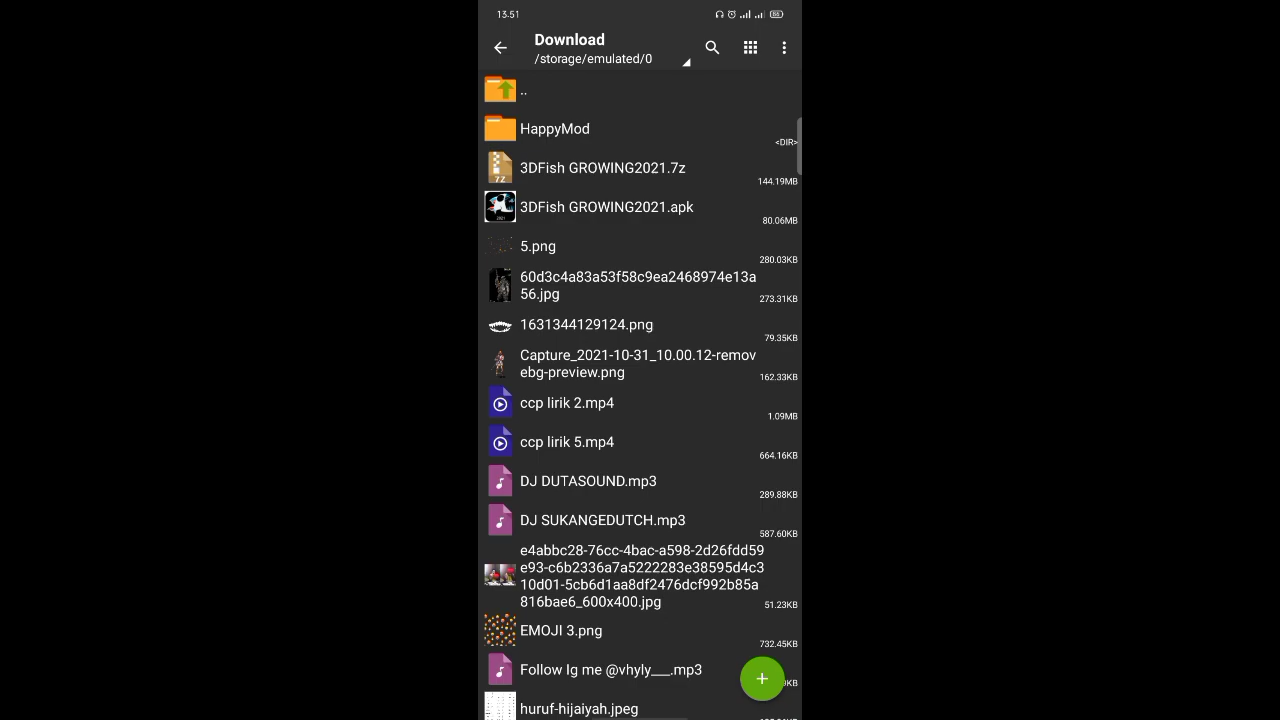 13.51
86
Download
/storage/emulated/0
..
HappyMod
<DIR>
3DFish GROWING2021.7z
7Z
144.19MB
3DFish GROWING2021.apk
2021
80.06MB
5.png
280.03KB
60d3c4a83a53f58c9ea2468974e13a
56.jpg
273.31KB
1631344129124.png
79.35KB
Capture_2021-10-31_10.00.12-remov
ebg-preview.png
162.33KB
ccp lirik 2.mp4
1.09MB
ccp lirik 5.mp4
664.16KB
DJ DUTASOUND.mp3
289.88KB
DJ SUKANGEDUTCH.mp3
587.60KB
e4abbc28-76cc-4bac-a598-2d26fdd59
e93-c6b2336a7a5222283e38595d4c3
10d01-5cb6d1aa8df2476dcf992b85a
816bae6_600x400.jpg
51.23KB
EMOJI 3.png
732.45KB
Follow Ig me @vhyly___.mp3
KB
huruf-hijaiyah.jpeg